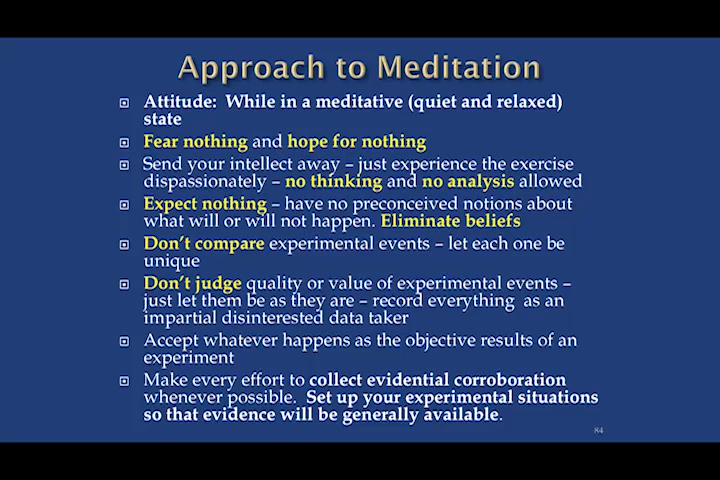 Approach to Meditation
Attitude: While in a meditative (quiet and relaxed)
state
Fear nothing and hope for nothing
Send your intellect away – just experience the exercise
dispassionately – no thinking and no analysis allowed
Expect nothing – have no preconceived notions about
what will or will not happen. Eliminate beliefs
Don't compare experimental events – let each one be
unique
Don't judge quality or value of experimental events –
just let them be as they are – record everything as an
impartial disinterested data taker
Accept whatever happens as the objective results of an
experiment
Make every effort to collect evidential corroboration
whenever possible. Set up your experimental situations
so that evidence will be generally available.
84